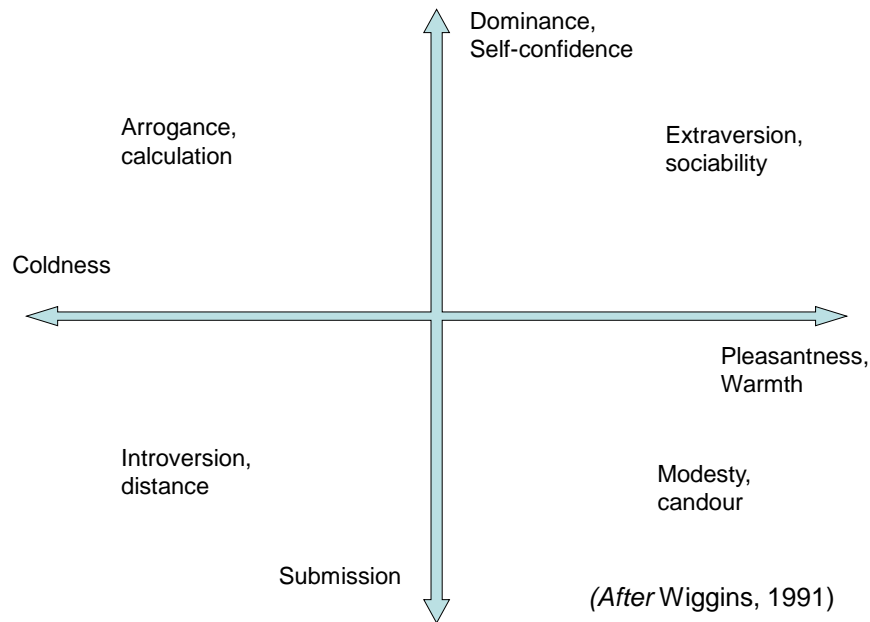 Dominance,
Self-confidence
Arrogance,
calculation
Extraversion,
sociability
Coldness
Pleasantness,
Warmth
Introversion,
distance
Modesty,
candour
Submission
(After Wiggins, 1991)